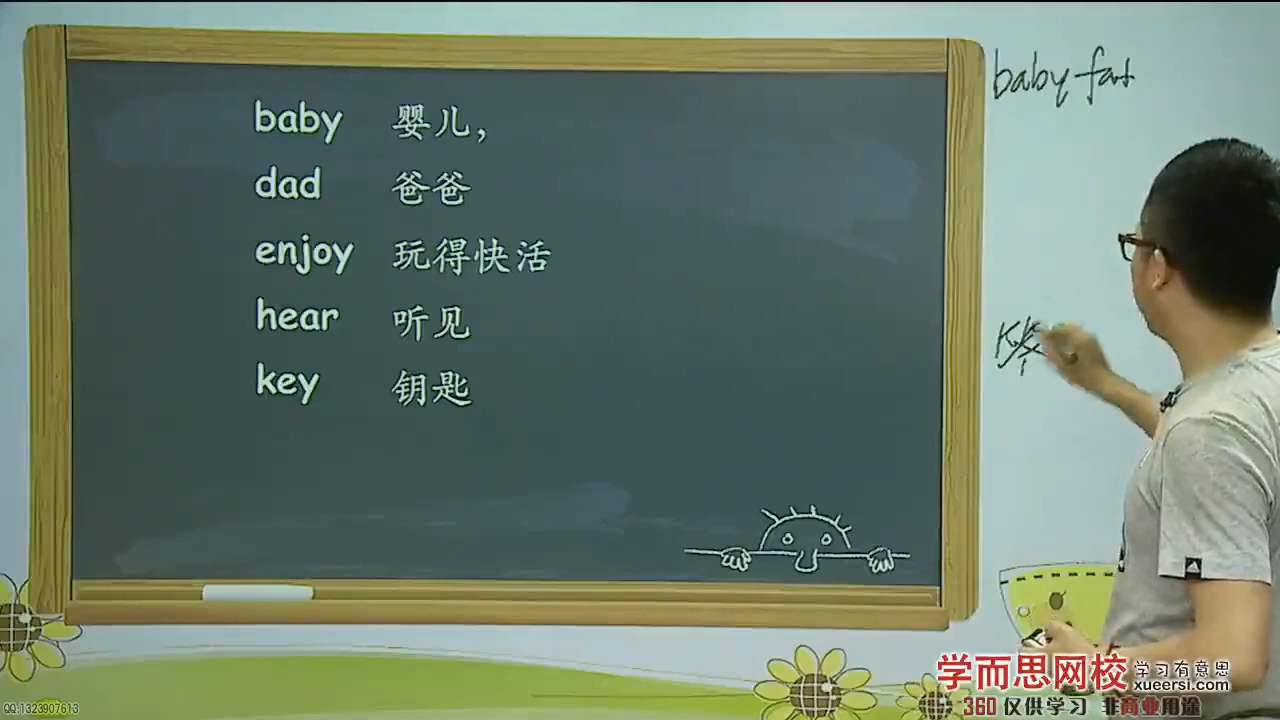 baby 婴儿，
dad 爸爸
enjoy 玩得快活
hear 听见
key 钥匙
baby fat
学而思网校 学习有意思
xueersi.com
360 仅供学习 非商业用途
QQ:1323907613